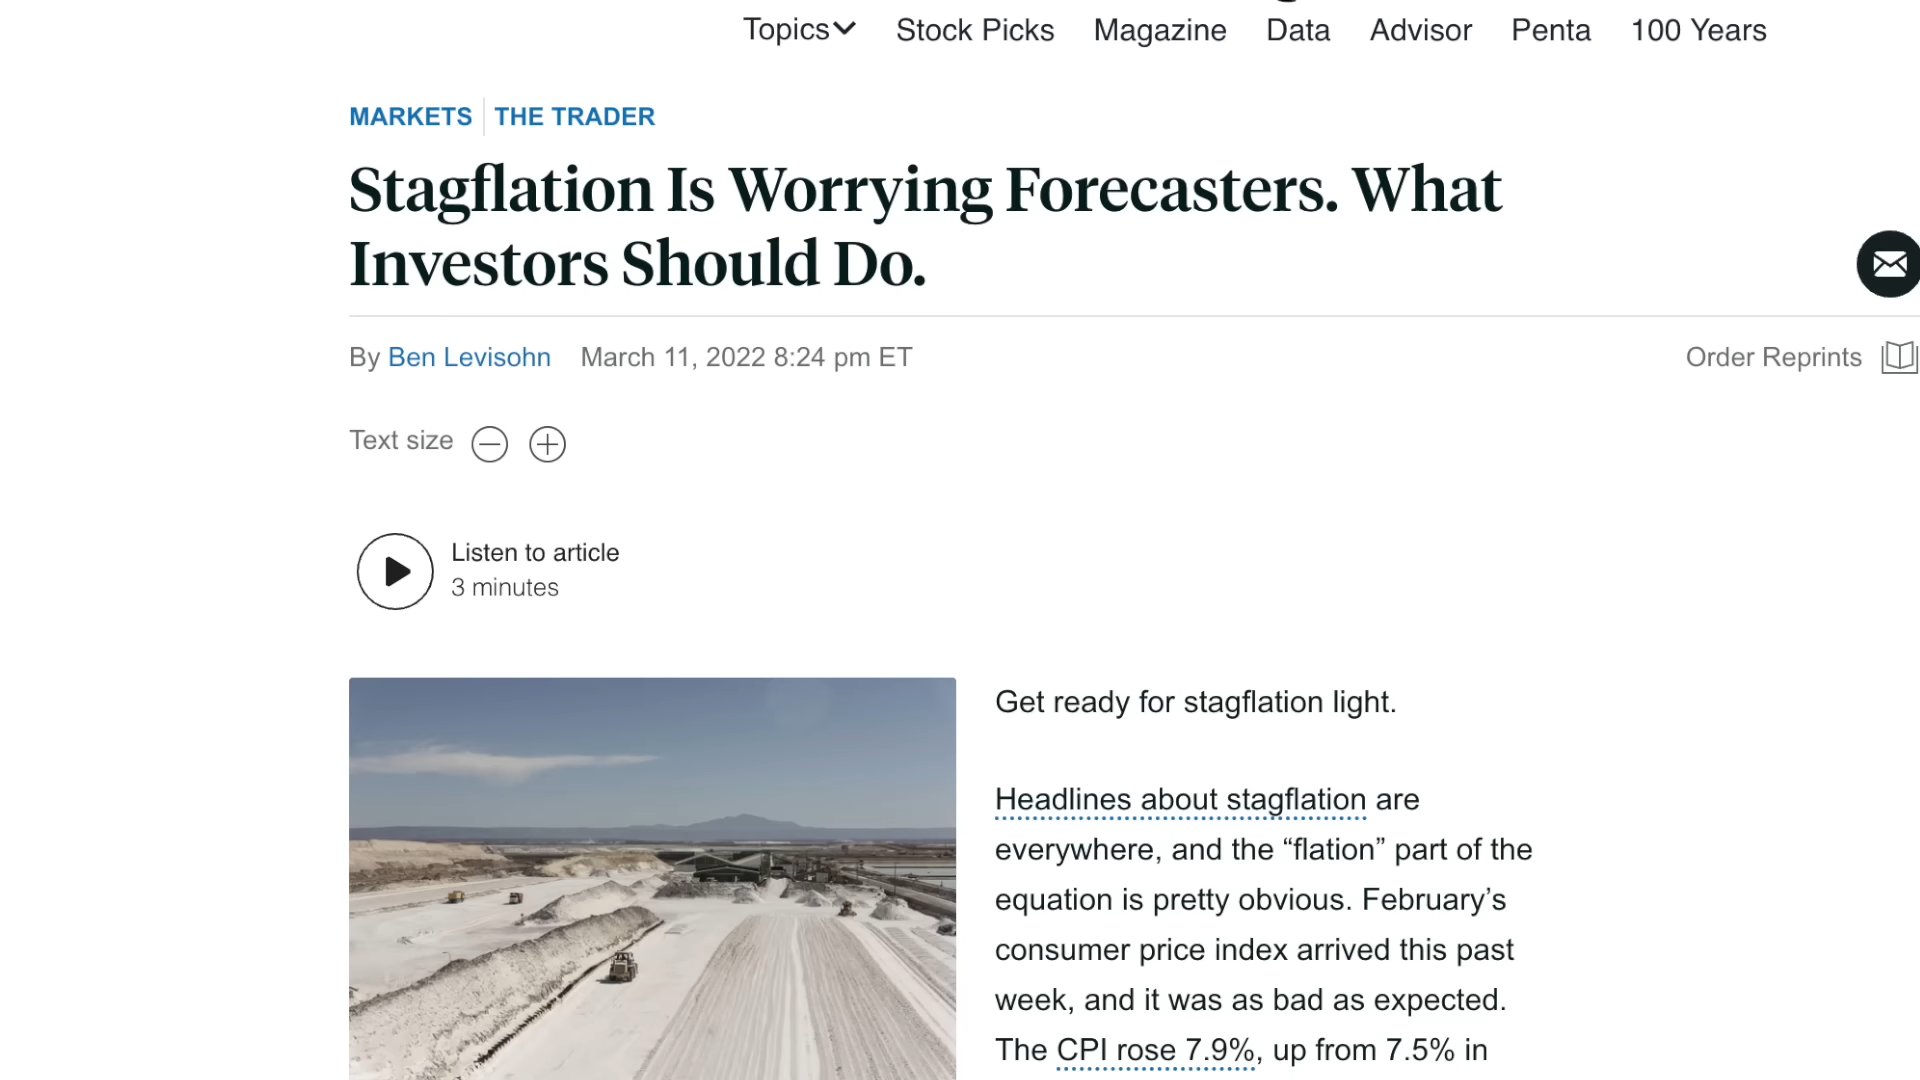 Topics Stock Picks Magazine Data Advisor Penta 100 Years
MARKETS THE TRADER
Stagflation Is Worrying Forecasters. What
Investors Should Do.
By Ben Levisohn March 11, 2022 8:24 pm ET
Order Reprints
Text size
Listen to article
3 minutes
Get ready for stagflation light.
Headlines about stagflation are
everywhere, and the “flation” part of the
equation is pretty obvious. February’s
consumer price index arrived this past
week, and it was as bad as expected.
The CPI rose 7.9%, up from 7.5% in